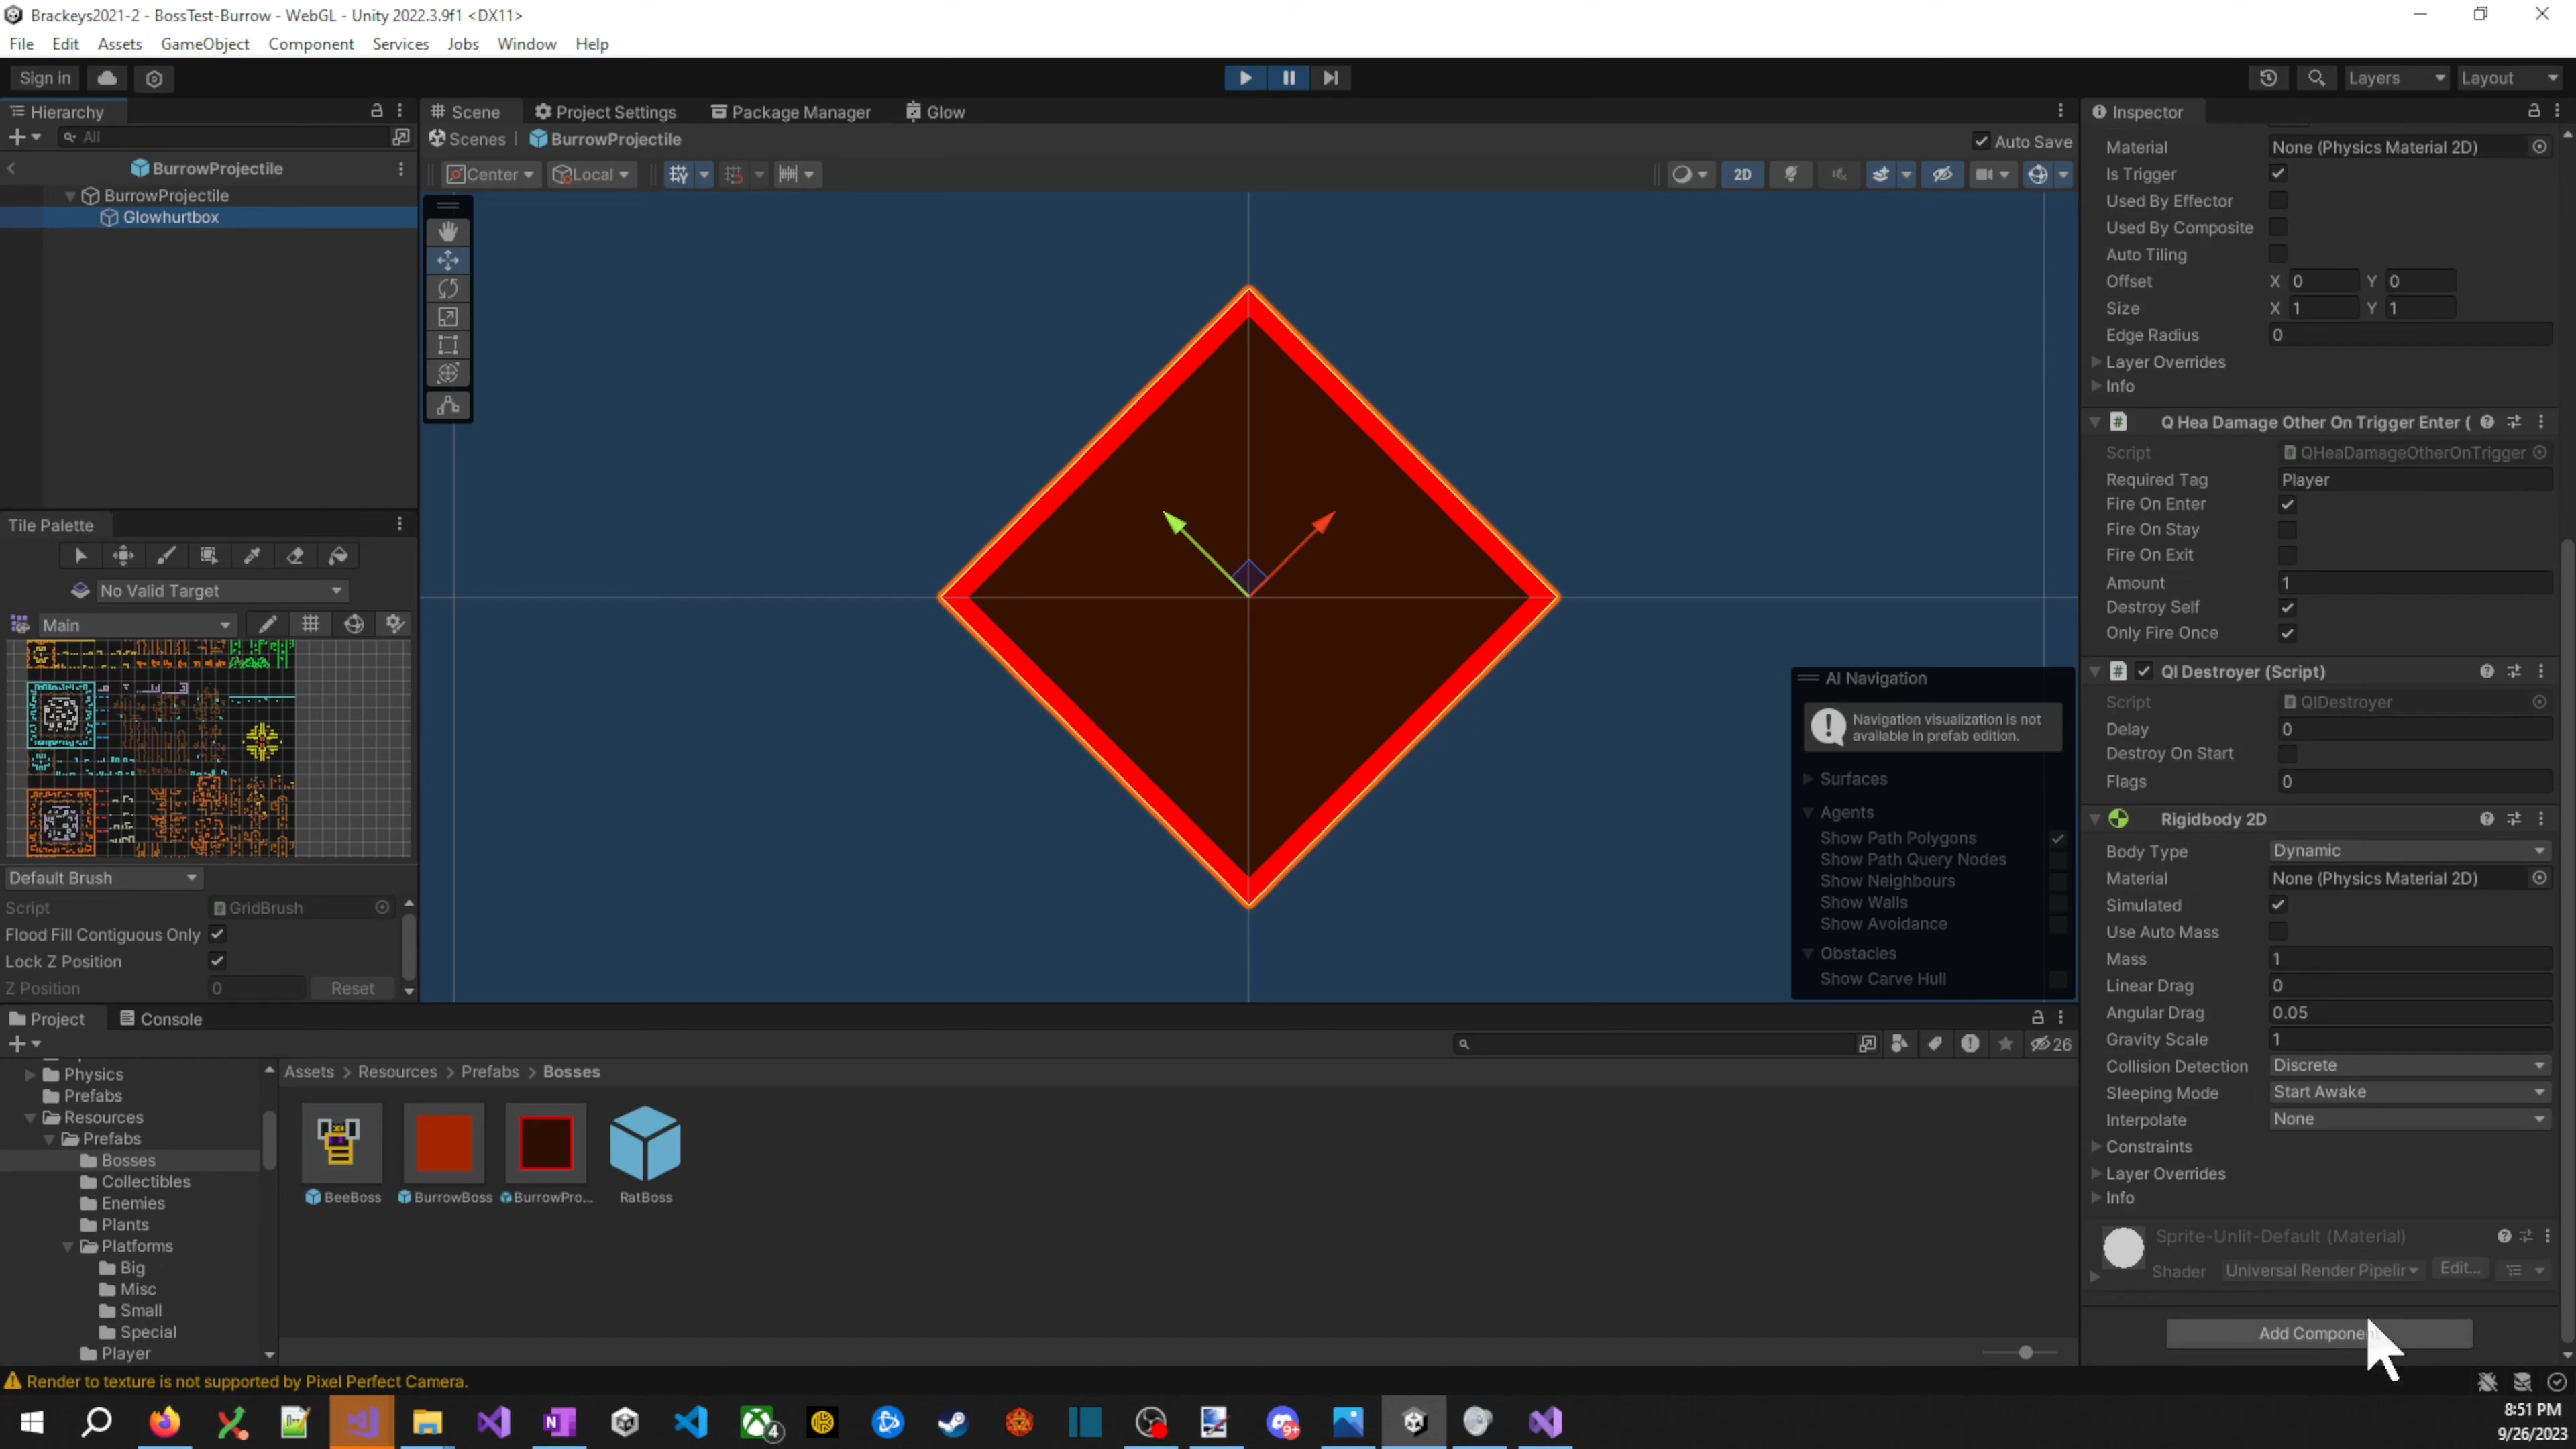 Brackeys2021-2 - BossTest-Burrow - WebGL - Unity 2022.3.9f1 <DX11>
File Edit Assets GameObject Component Services Jobs Window Help
Sign in
Layers Layout
Hierarchy
All
BurrowProjectile
BurrowProjectile
Glowhurtbox
Scene Project Settings Package Manager Glow
Scenes BurrowProjectile Auto Save
Center Local 2D
Tile Palette
No Valid Target
Main
Default Brush
Script GridBrush
Flood Fill Contiguous Only
Lock Z Position
Z Position 0 Reset
AI Navigation
Navigation visualization is not
available in prefab edition.
Surfaces
Agents
Show Path Polygons
Show Path Query Nodes
Show Neighbours
Show Walls
Show Avoidance
Obstacles
Show Carve Hull
Project Console
26
Physics
Prefabs
Resources
Prefabs
Bosses
Collectibles
Enemies
Plants
Platforms
Big
Misc
Small
Special
Player
Assets > Resources > Prefabs > Bosses
BeeBoss BurrowBoss BurrowPro... RatBoss
Inspector
Material None (Physics Material 2D)
Is Trigger
Used By Effector
Used By Composite
Auto Tiling
Offset X 0 Y 0
Size X 1 Y 1
Edge Radius 0
Layer Overrides
Info
Q Hea Damage Other On Trigger Enter (
Script QHeaDamageOtherOnTrigger
Required Tag Player
Fire On Enter
Fire On Stay
Fire On Exit
Amount 1
Destroy Self
Only Fire Once
QI Destroyer (Script)
Script QIDestroyer
Delay 0
Destroy On Start
Flags 0
Rigidbody 2D
Body Type Dynamic
Material None (Physics Material 2D)
Simulated
Use Auto Mass
Mass 1
Linear Drag 0
Angular Drag 0.05
Gravity Scale 1
Collision Detection Discrete
Sleeping Mode Start Awake
Interpolate None
Constraints
Layer Overrides
Info
Sprite-Unlit-Default (Material)
Shader Universal Render Pipelir Edit...
Add Componen
Render to texture is not supported by Pixel Perfect Camera.
4
9+
8:51 PM
9/26/2023